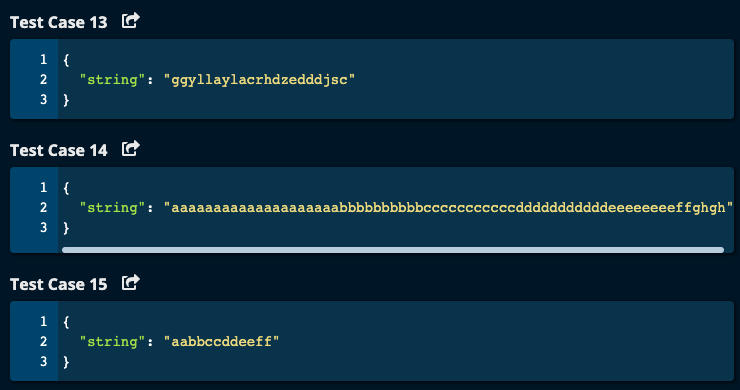 Test Case 13
1 {
2 "string": "ggyllaylacrhdzedddjsc"
3 }
Test Case 14
1 {
2 "string": "aaaaaaaaaaaaaaaaaaaabbbbbbbbbbcccccccccccdddddddddddeeeeeeeeffghgh"
3 }
Test Case 15
1 {
2 "string": "aabbccddeeff"
3 }